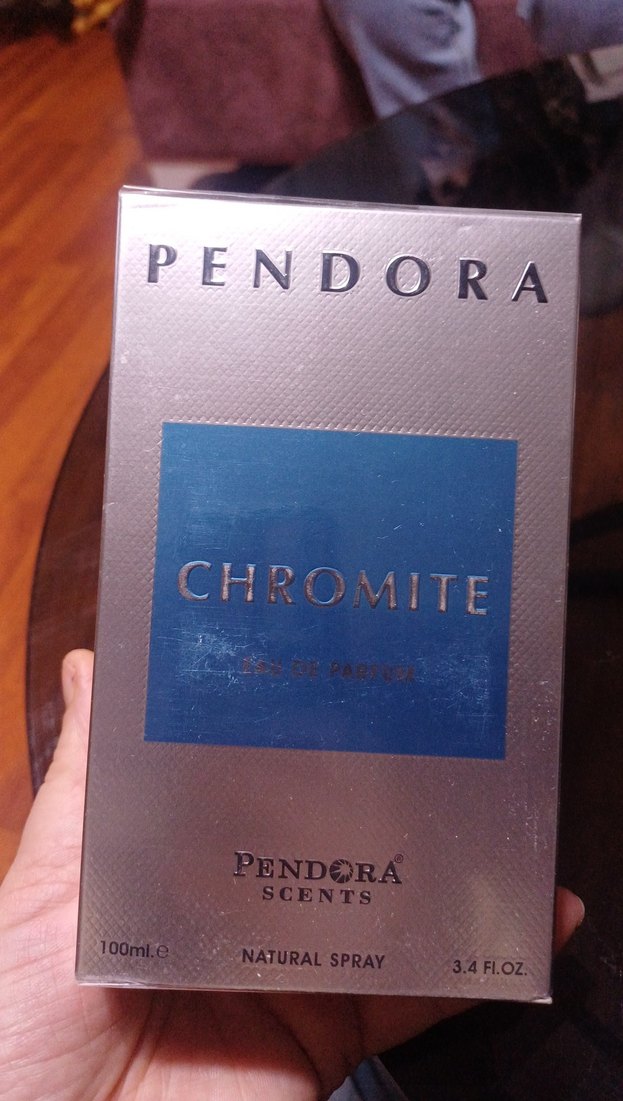 PENDORA
CHROMITE
EAU DE PARFUM
PENDORA®
SCENTS
100ml.℮
NATURAL SPRAY
3.4 Fl.OZ.